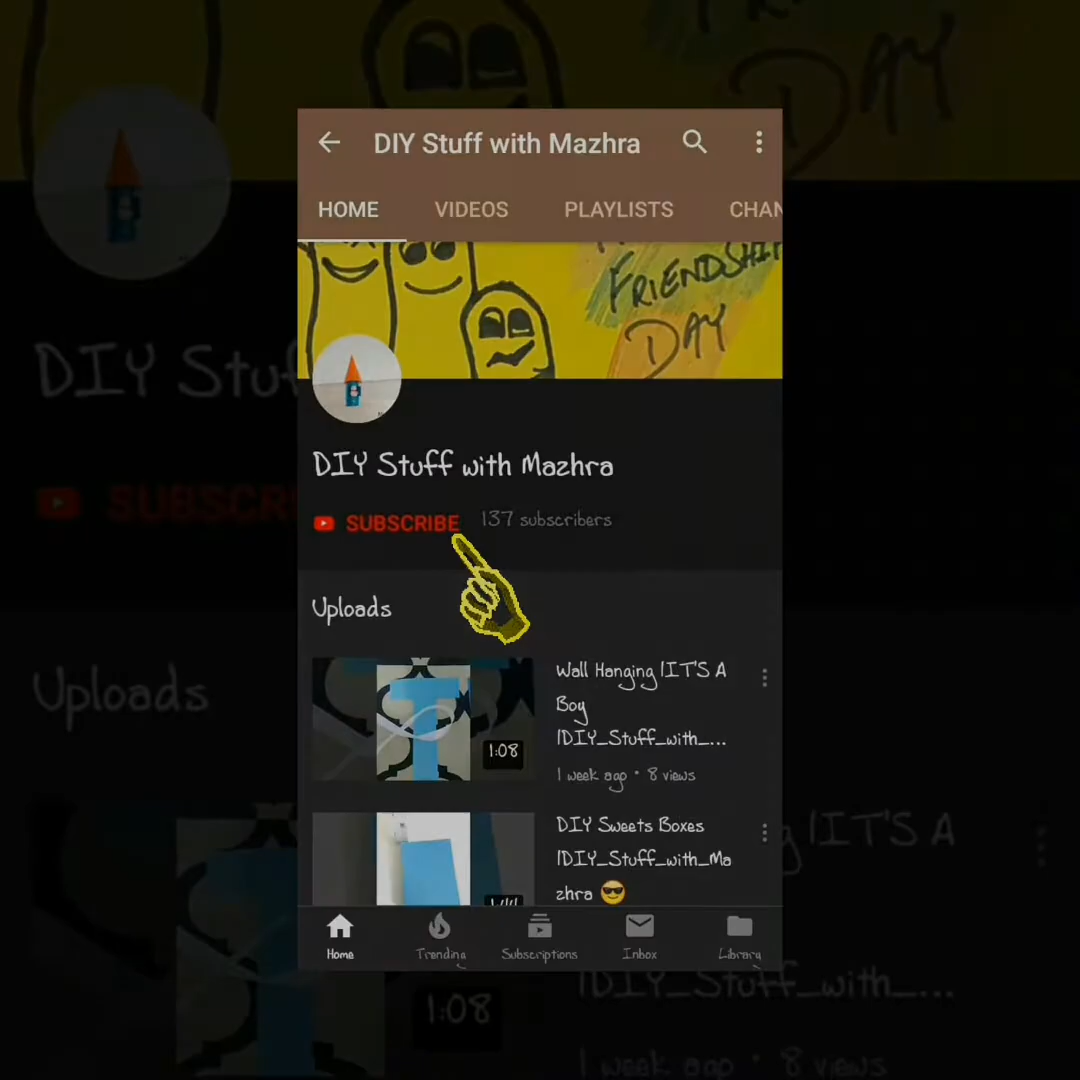 DIY Stuff with Mazhra
HOME VIDEOS PLAYLISTS CHAN
FRIENDSHIP
DAY
DIY Stuff with Mazhra
SUBSCRIBE 137 subscribers
Uploads
Wall Hanging |IT'S A
Boy
|DIY_Stuff_with_...
1:08
1 week ago • 8 views
DIY Sweets Boxes
|DIY_Stuff_with_Ma
zhra 😎
Home Trending Subscriptions Inbox Library